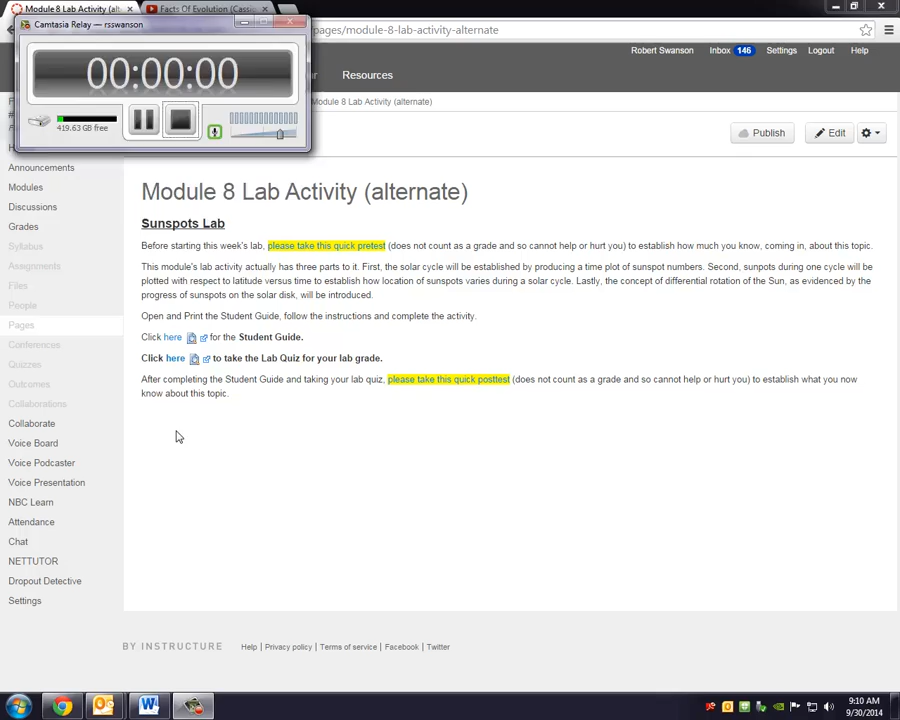 Module 8 Lab Activity (alt
Facts Of Evolution (Cassi
Camtasia Relay — rsswanson
00:00:00
419.63 GB free
pages/module-8-lab-activity-alternate
Robert Swanson Inbox 146 Settings Logout Help
Resources
Module 8 Lab Activity (alternate)
Publish Edit
Announcements
Modules
Discussions
Grades
Syllabus
Assignments
Files
People
Pages
Conferences
Quizzes
Outcomes
Collaborations
Collaborate
Voice Board
Voice Podcaster
Voice Presentation
NBC Learn
Attendance
Chat
NETTUTOR
Dropout Detective
Settings
Module 8 Lab Activity (alternate)
Sunspots Lab
Before starting this week's lab, please take this quick pretest (does not count as a grade and so cannot help or hurt you) to establish how much you know, coming in, about this topic.
This module's lab activity actually has three parts to it. First, the solar cycle will be established by producing a time plot of sunspot numbers. Second, sunpots during one cycle will be
plotted with respect to latitude versus time to establish how location of sunspots varies during a solar cycle. Lastly, the concept of differential rotation of the Sun, as evidenced by the
progress of sunspots on the solar disk, will be introduced.
Open and Print the Student Guide, follow the instructions and complete the activity.
Click here for the Student Guide.
Click here to take the Lab Quiz for your lab grade.
After completing the Student Guide and taking your lab quiz, please take this quick posttest (does not count as a grade and so cannot help or hurt you) to establish what you now
know about this topic.
BY INSTRUCTURE
Help Privacy policy Terms of service Facebook Twitter
9:10 AM
9/30/2014